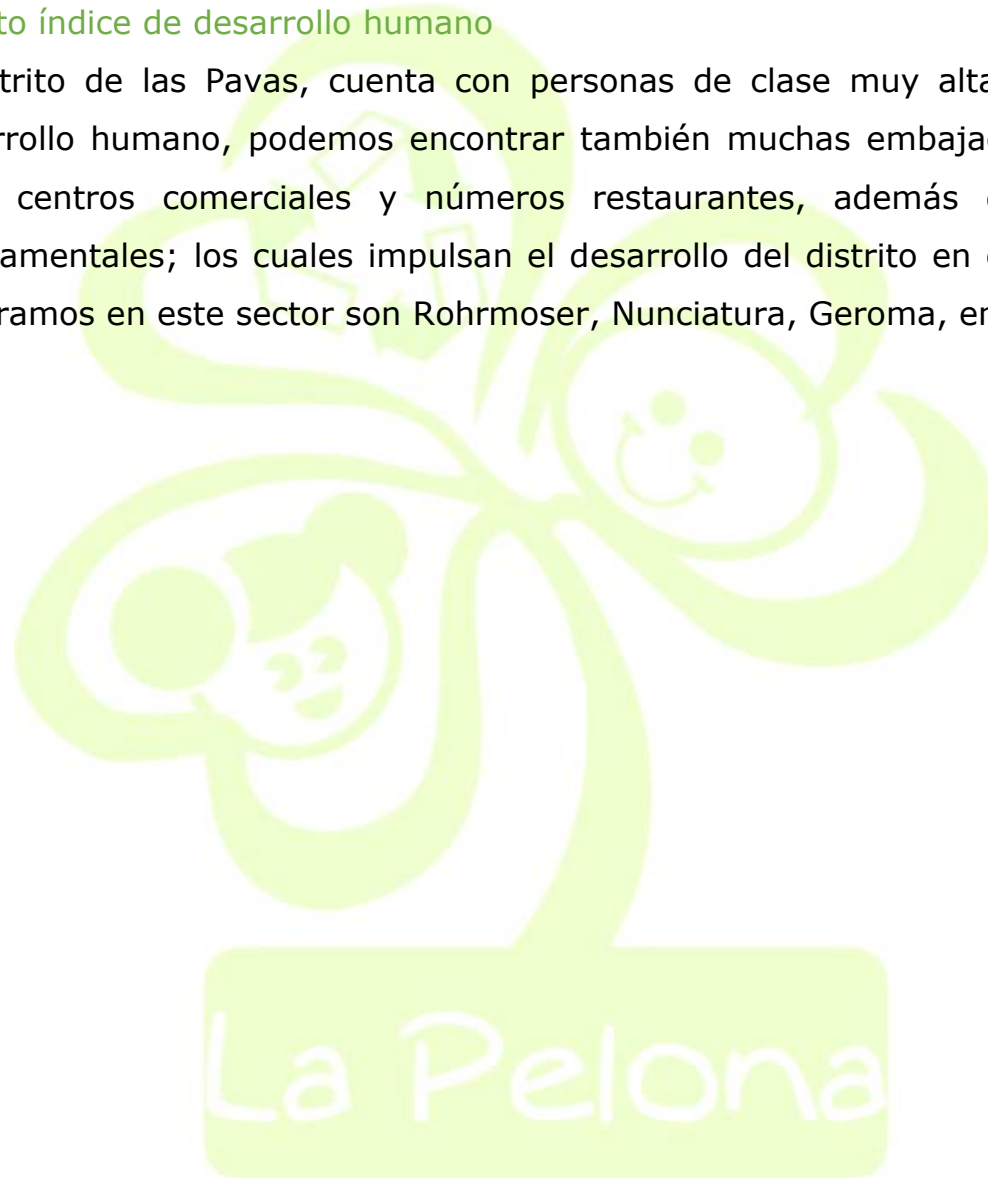 to índice de desarrollo humano
trito de las Pavas, cuenta con personas de clase muy alta
rrollo humano, podemos encontrar también muchas embajad
centros comerciales y números restaurantes, además
amentales; los cuales impulsan el desarrollo del distrito en
ramos en este sector son Rohrmoser, Nunciatura, Geroma, en
La Pelona